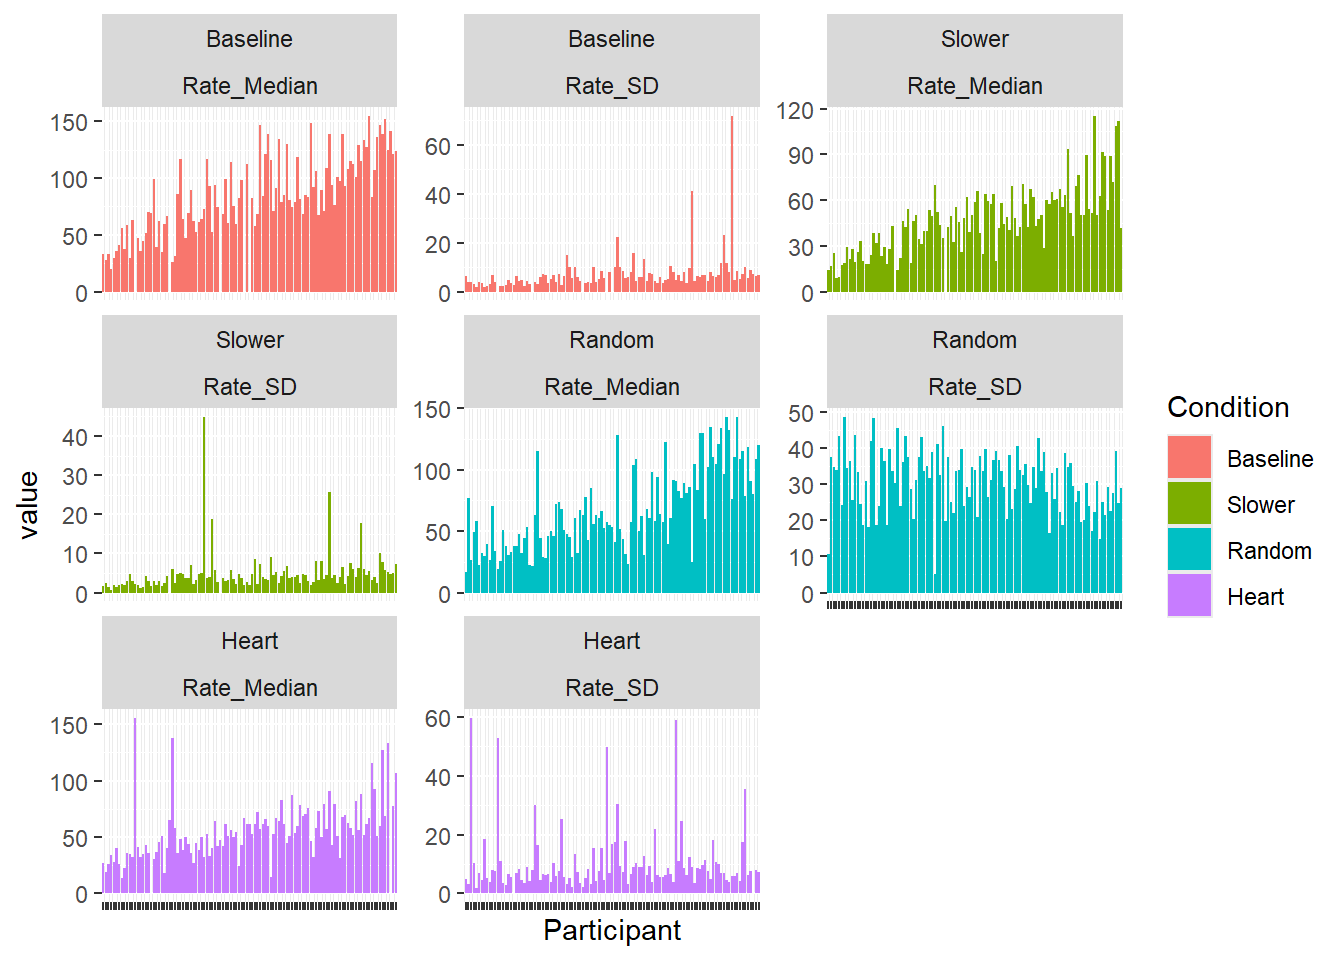 Baseline
Rate_Median
150
100
50
0
Baseline
Rate_SD
60
40
20
0
Slower
Rate_Median
120
90
60
30
0
Slower
Rate_SD
40
30
20
10
0
Random
Rate_Median
150
100
50
0
Random
Rate_SD
50
40
30
20
10
0
Heart
Rate_Median
150
100
50
0
Heart
Rate_SD
60
40
20
0
value
Participant
Condition
Baseline
Slower
Random
Heart